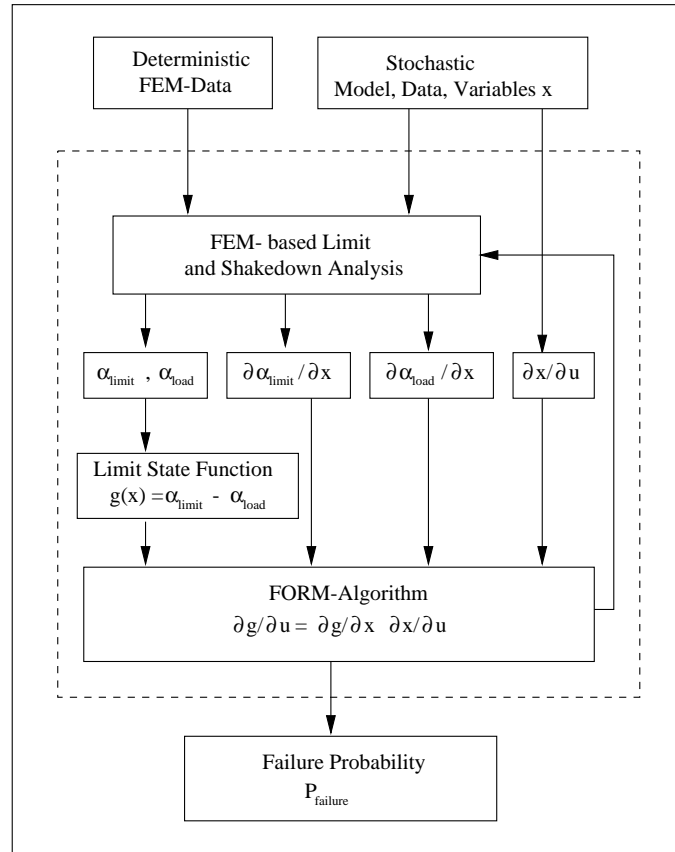 Deterministic
FEM-Data
Stochastic
Model, Data, Variables x
FEM- based Limit
and Shakedown Analysis
α_limit , α_load
∂α_limit / ∂x
∂α_load / ∂x
∂x/∂u
Limit State Function
g(x) = α_limit - α_load
FORM-Algorithm
∂g/∂u = ∂g/∂x ∂x/∂u
Failure Probability
P_failure